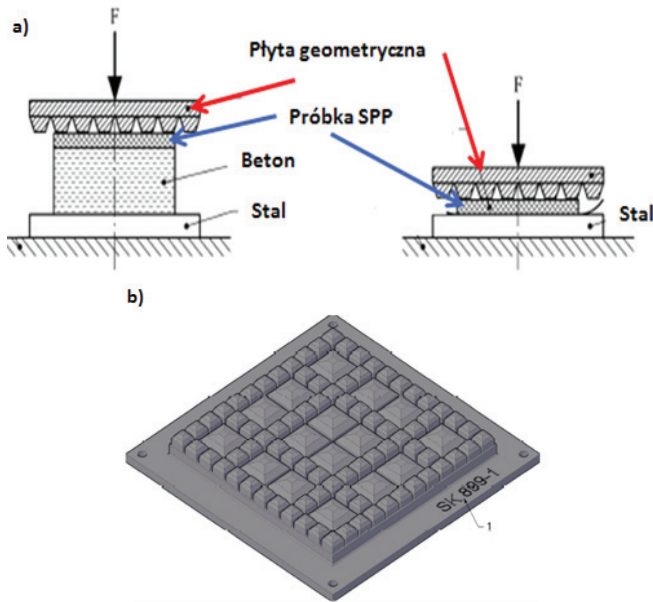 a)
F
Płyta geometryczna
Próbka SPP
Beton
Stal
F
Stal
b)
SK 899-1
1